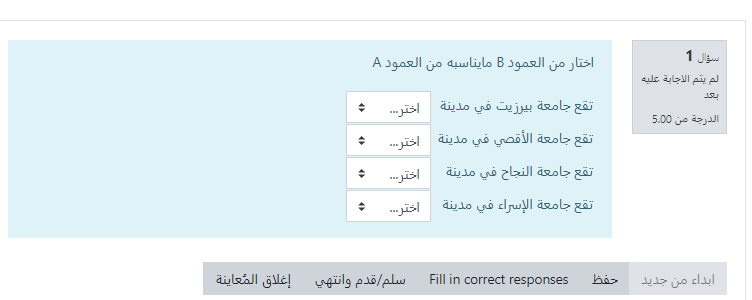 سؤال 1
لم يتم الاجابة عليه
بعد
الدرجة من 5.00
اختار من العمود B مايناسبه من العمود A
تقع جامعة بيرزيت في مدينة اختر...
تقع جامعة الأقصي في مدينة اختر...
تقع جامعة النجاح في مدينة اختر...
تقع جامعة الإسراء في مدينة اختر...
ابداء من جديد حفظ Fill in correct responses سلم/قدم وانتهي إغلاق المُعاينة